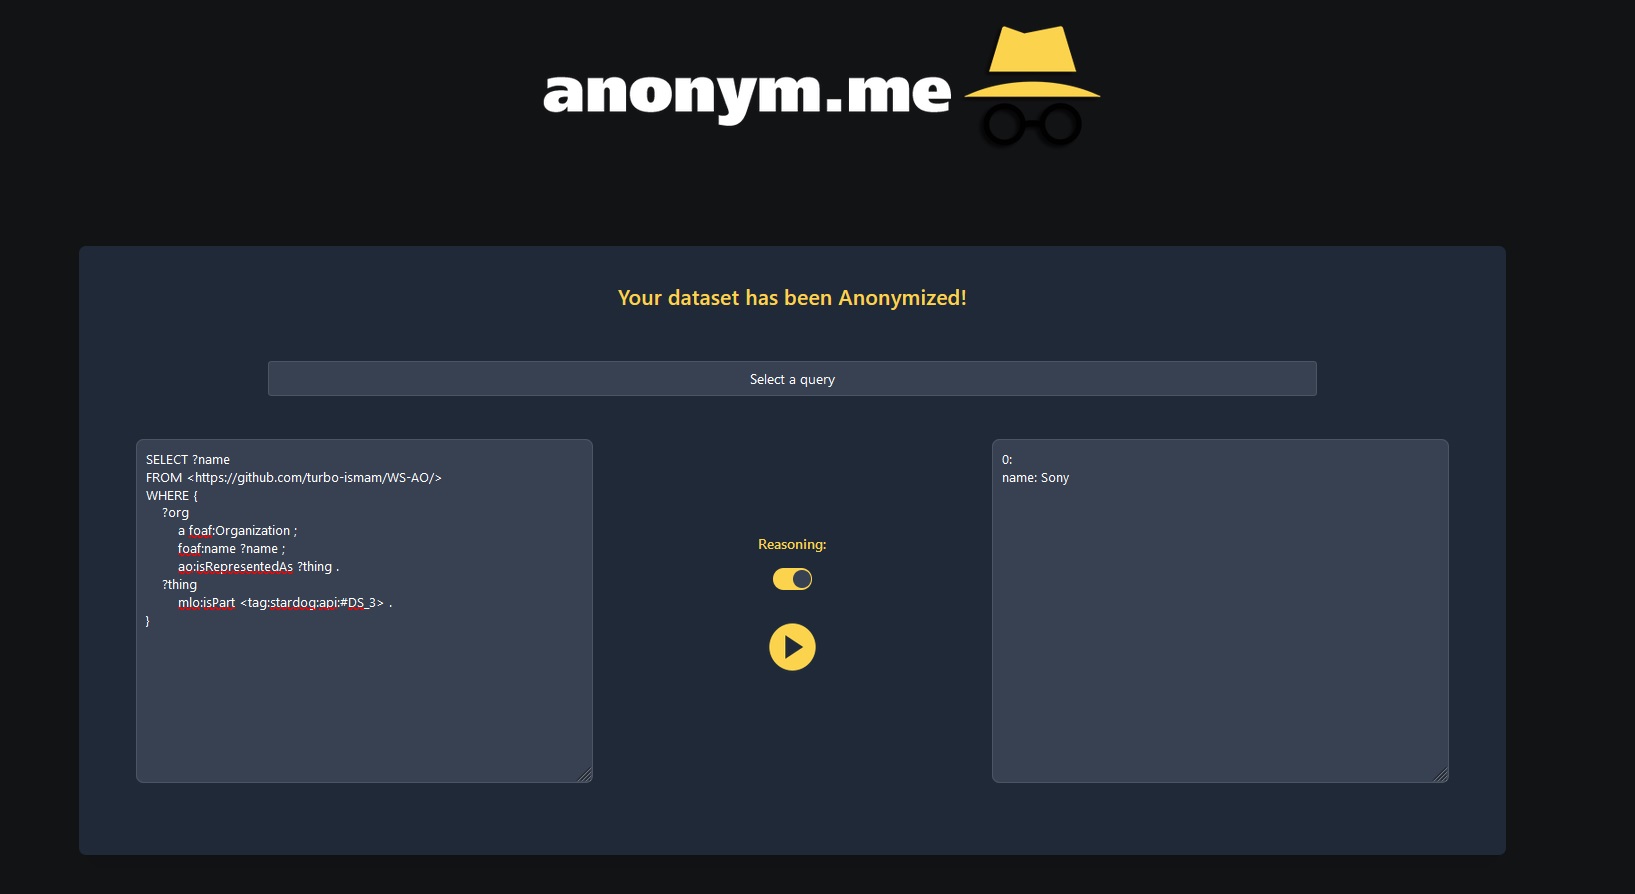 anonym.me
Your dataset has been Anonymized!
Select a query
SELECT ?name
FROM <https://github.com/turbo-ismam/WS-AO/>
WHERE {
?org
a foaf:Organization ;
foaf:name ?name ;
ao:isRepresentedAs ?thing .
?thing
mlo:isPart <tag:stardog:api:#DS_3> .
}
Reasoning:
0:
name: Sony